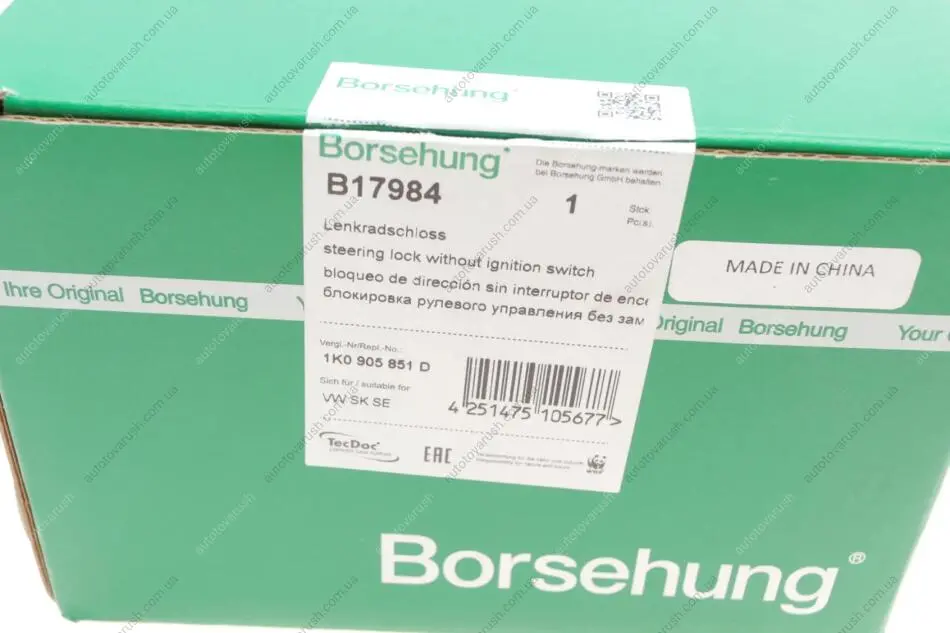 Borsehung
Borsehung
B17984
Die Borsehung-marken werden
bei Borsehung GmbH behalten.
1
Stck.
Pc(s).
Lenkradschloss
steering lock without ignition switch
bloqueo de dirección sin interruptor de ence
блокировка рулевого управления без зам
MADE IN CHINA
Ihre Original Borsehung
Original Borsehung Your
Vergl.-Nr/Repl.-No.:
1K0 905 851 D
Sich für / suitable for
VW SK SE
4 251475 105677 >
TecDoc
EAC
WWF
Borsehung®
autotovarush.com.ua